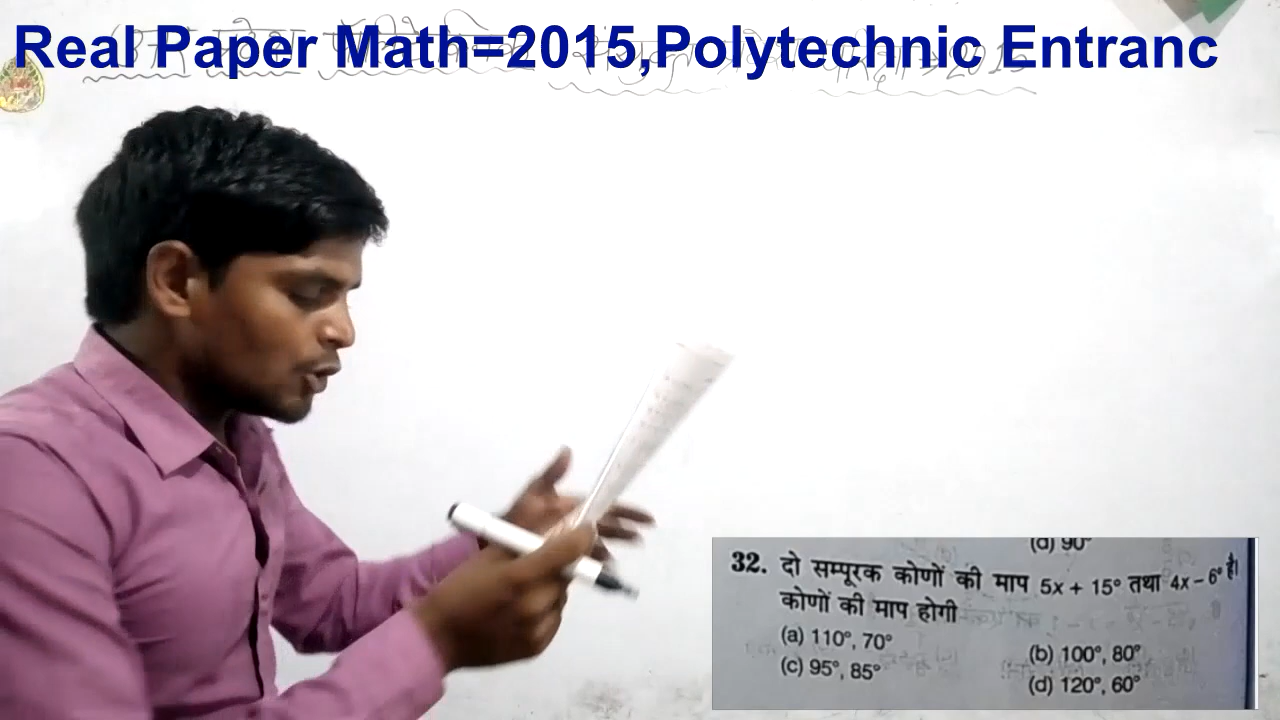 Real Paper Math=2015,Polytechnic Entranc
(d) 90°
32. दो सम्पूरक कोणों की माप 5x + 15° तथा 4x – 6° है।
कोणों की माप होगी
(a) 110°, 70°
(b) 100°, 80°
(c) 95°, 85°
(d) 120°, 60°